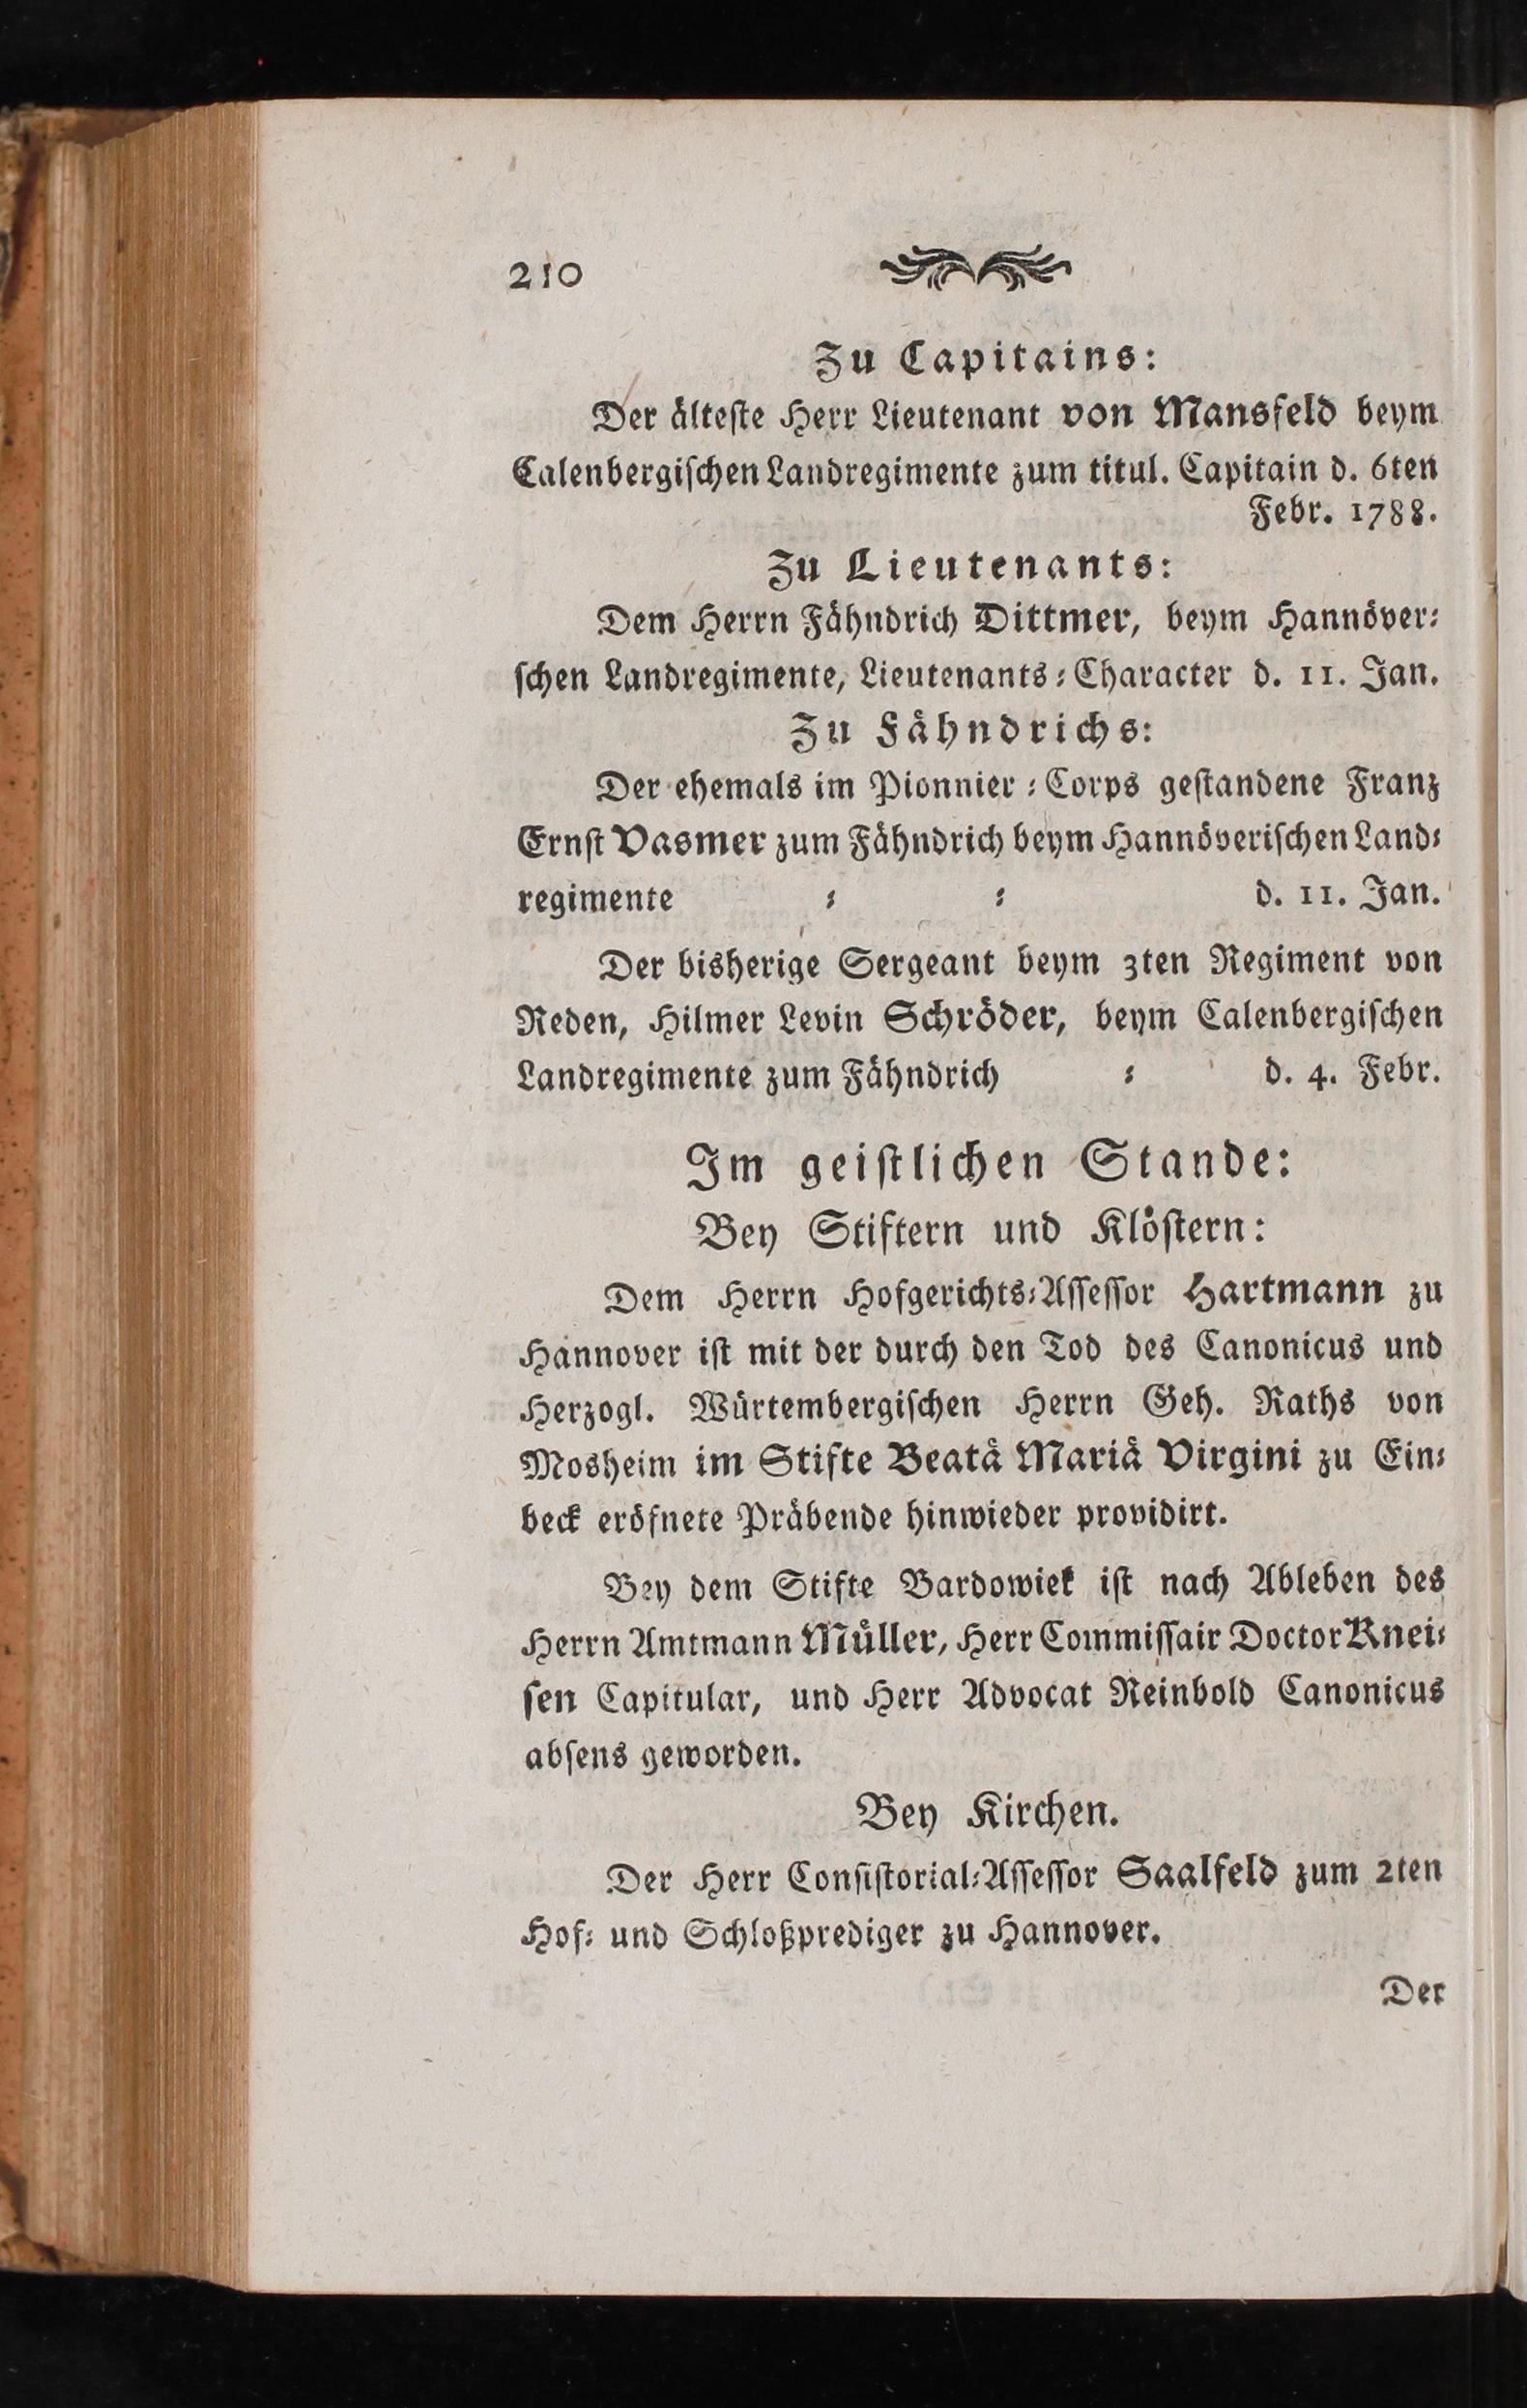 210
Zu Capitains:
Der älteſte Herr Lieutenant von Mansfeld beym
Calenbergiſchen Landregimente zum titul. Capitain d. 6ten
Febr. 1788.
Zu Lieutenants:
Dem Herrn Fähndrich Dittmer, beym Hannöver⸗
ſchen Landregimente, Lieutenants⸗Character d. 11. Jan.
Zu Fähndrichs:
Der ehemals im Pionnier⸗Corps geſtandene Franz
Ernſt Vasmer zum Fähndrich beym Hannöveriſchen Land⸗
regimente ⸗ ⸗ d. 11. Jan.
Der bisherige Sergeant beym 3ten Regiment von
Reden, Hilmer Levin Schröder, beym Calenbergiſchen
Landregimente zum Fähndrich ⸗ d. 4. Febr.
Im geiſtlichen Stande:
Bey Stiftern und Klöſtern:
Dem Herrn Hofgerichts⸗Aſſeſſor Hartmann zu
Hannover iſt mit der durch den Tod des Canonicus und
Herzogl. Würtembergiſchen Herrn Geh. Raths von
Mosheim im Stifte Beatä Mariä Virgini zu Ein⸗
beck eröfnete Präbende hinwieder providirt.
Bey dem Stifte Bardowiek iſt nach Ableben des
Herrn Amtmann Müller, Herr Commiſſair Doctor Knei⸗
ſen Capitular, und Herr Advocat Reinbold Canonicus
abſens geworden.
Bey Kirchen.
Der Herr Conſiſtorial⸗Aſſeſſor Saalfeld zum 2ten
Hof⸗ und Schloßprediger zu Hannover.
Der